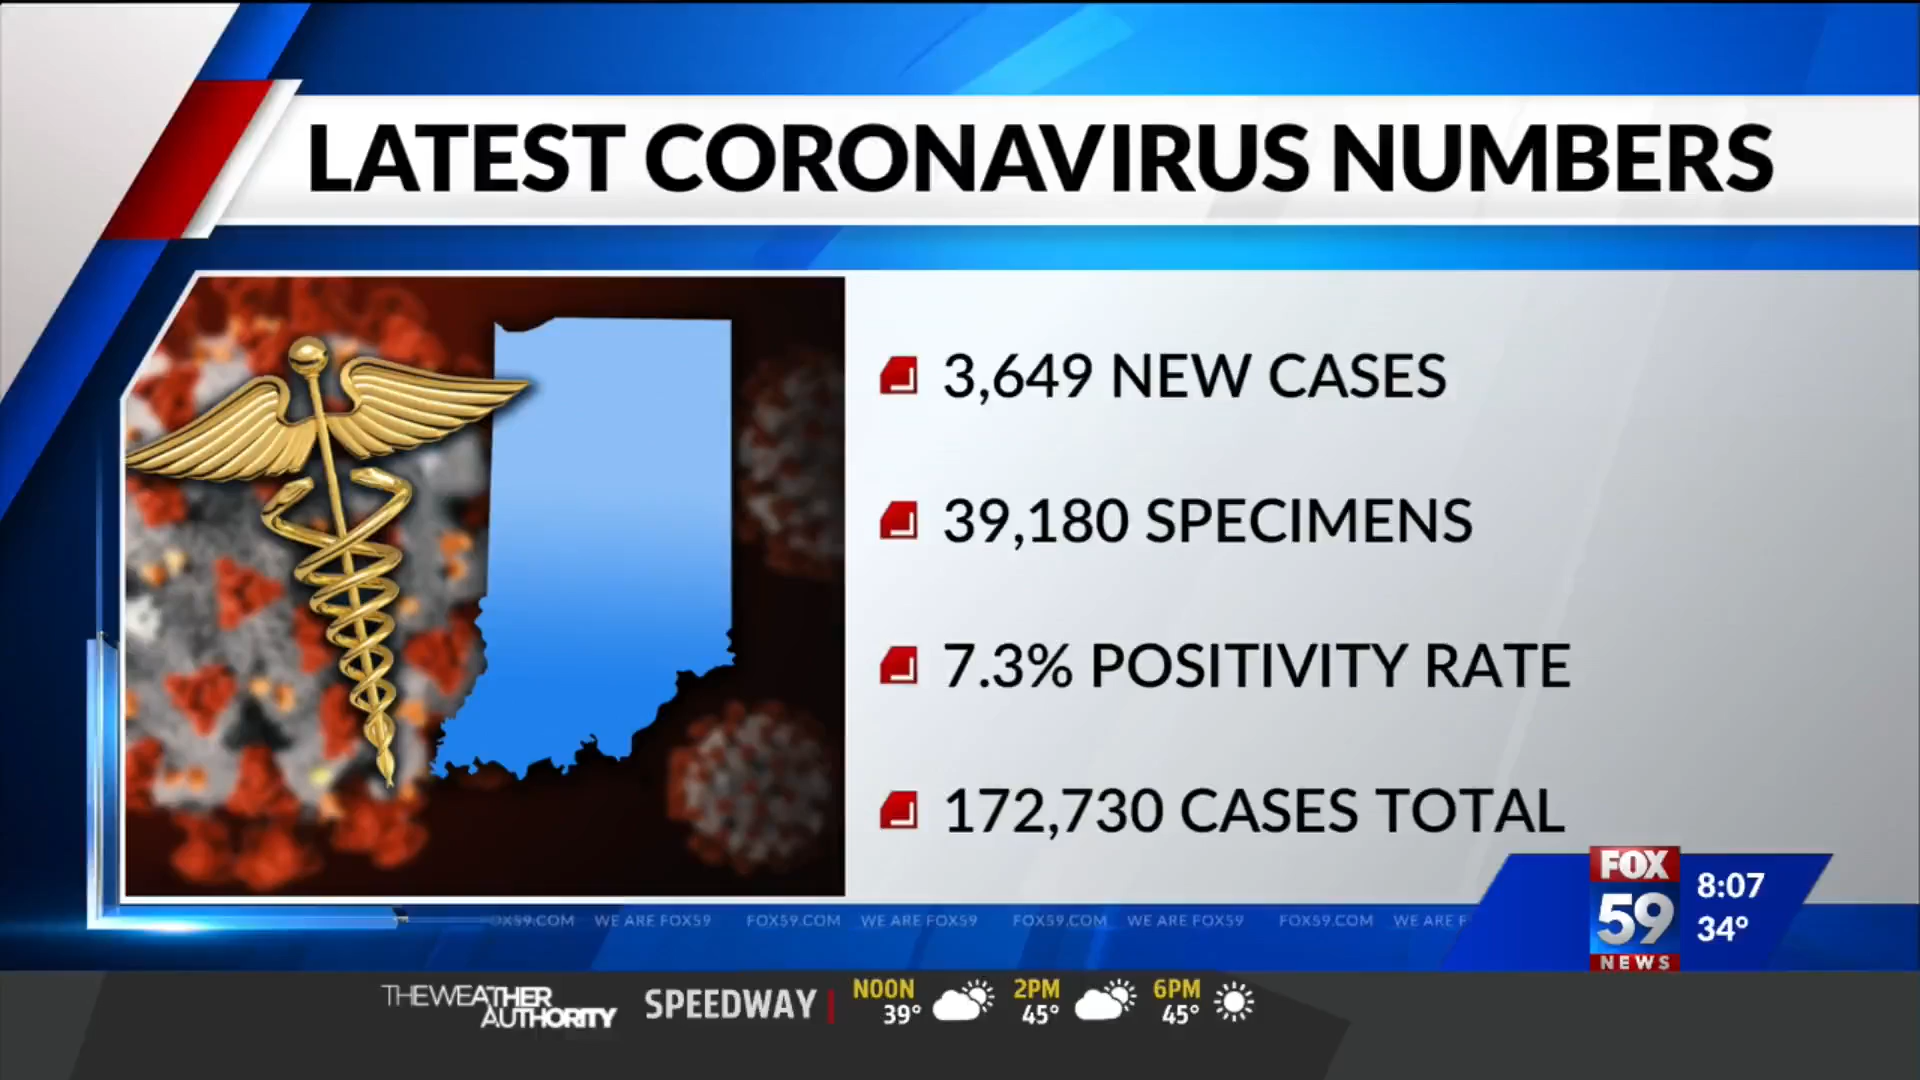 LATEST CORONAVIRUS NUMBERS
3,649 NEW CASES
39,180 SPECIMENS
7.3% POSITIVITY RATE
172,730 CASES TOTAL
FOX
59
NEWS
8:07
34°
FOX59.COM WE ARE FOX59 FOX59.COM WE ARE FOX59 FOX59.COM WE ARE FOX59 FOX59.COM WE ARE F
THE WEATHER
AUTHORITY
SPEEDWAY
NOON
39°
2PM
45°
6PM
45°